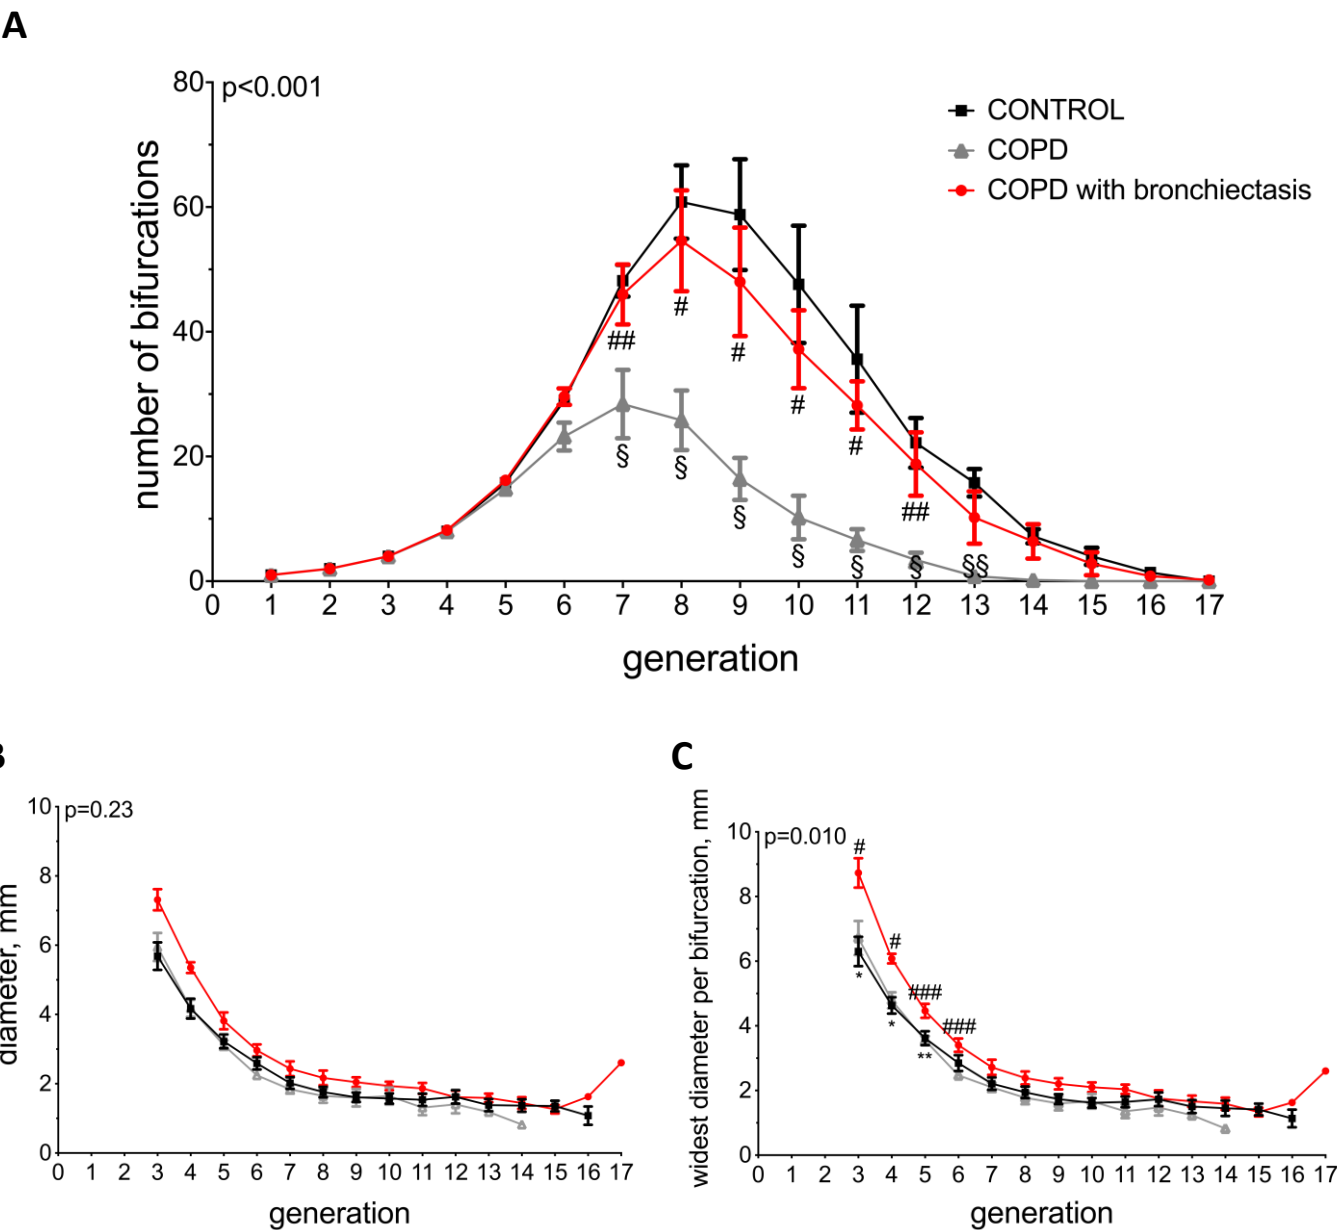 A
p<0.001
CONTROL
COPD
COPD with bronchiectasis
number of bifurcations
80
60
40
20
0
##
#
#
#
#
##
§
§
§
§
§
§
§§
0 1 2 3 4 5 6 7 8 9 10 11 12 13 14 15 16 17
generation
B
p=0.23
diameter, mm
10
8
6
4
2
0
0 1 2 3 4 5 6 7 8 9 10 11 12 13 14 15 16 17
generation
C
p=0.010
widest diameter per bifurcation, mm
10
8
6
4
2
0
#
#
###
###
*
*
**
0 1 2 3 4 5 6 7 8 9 10 11 12 13 14 15 16 17
generation